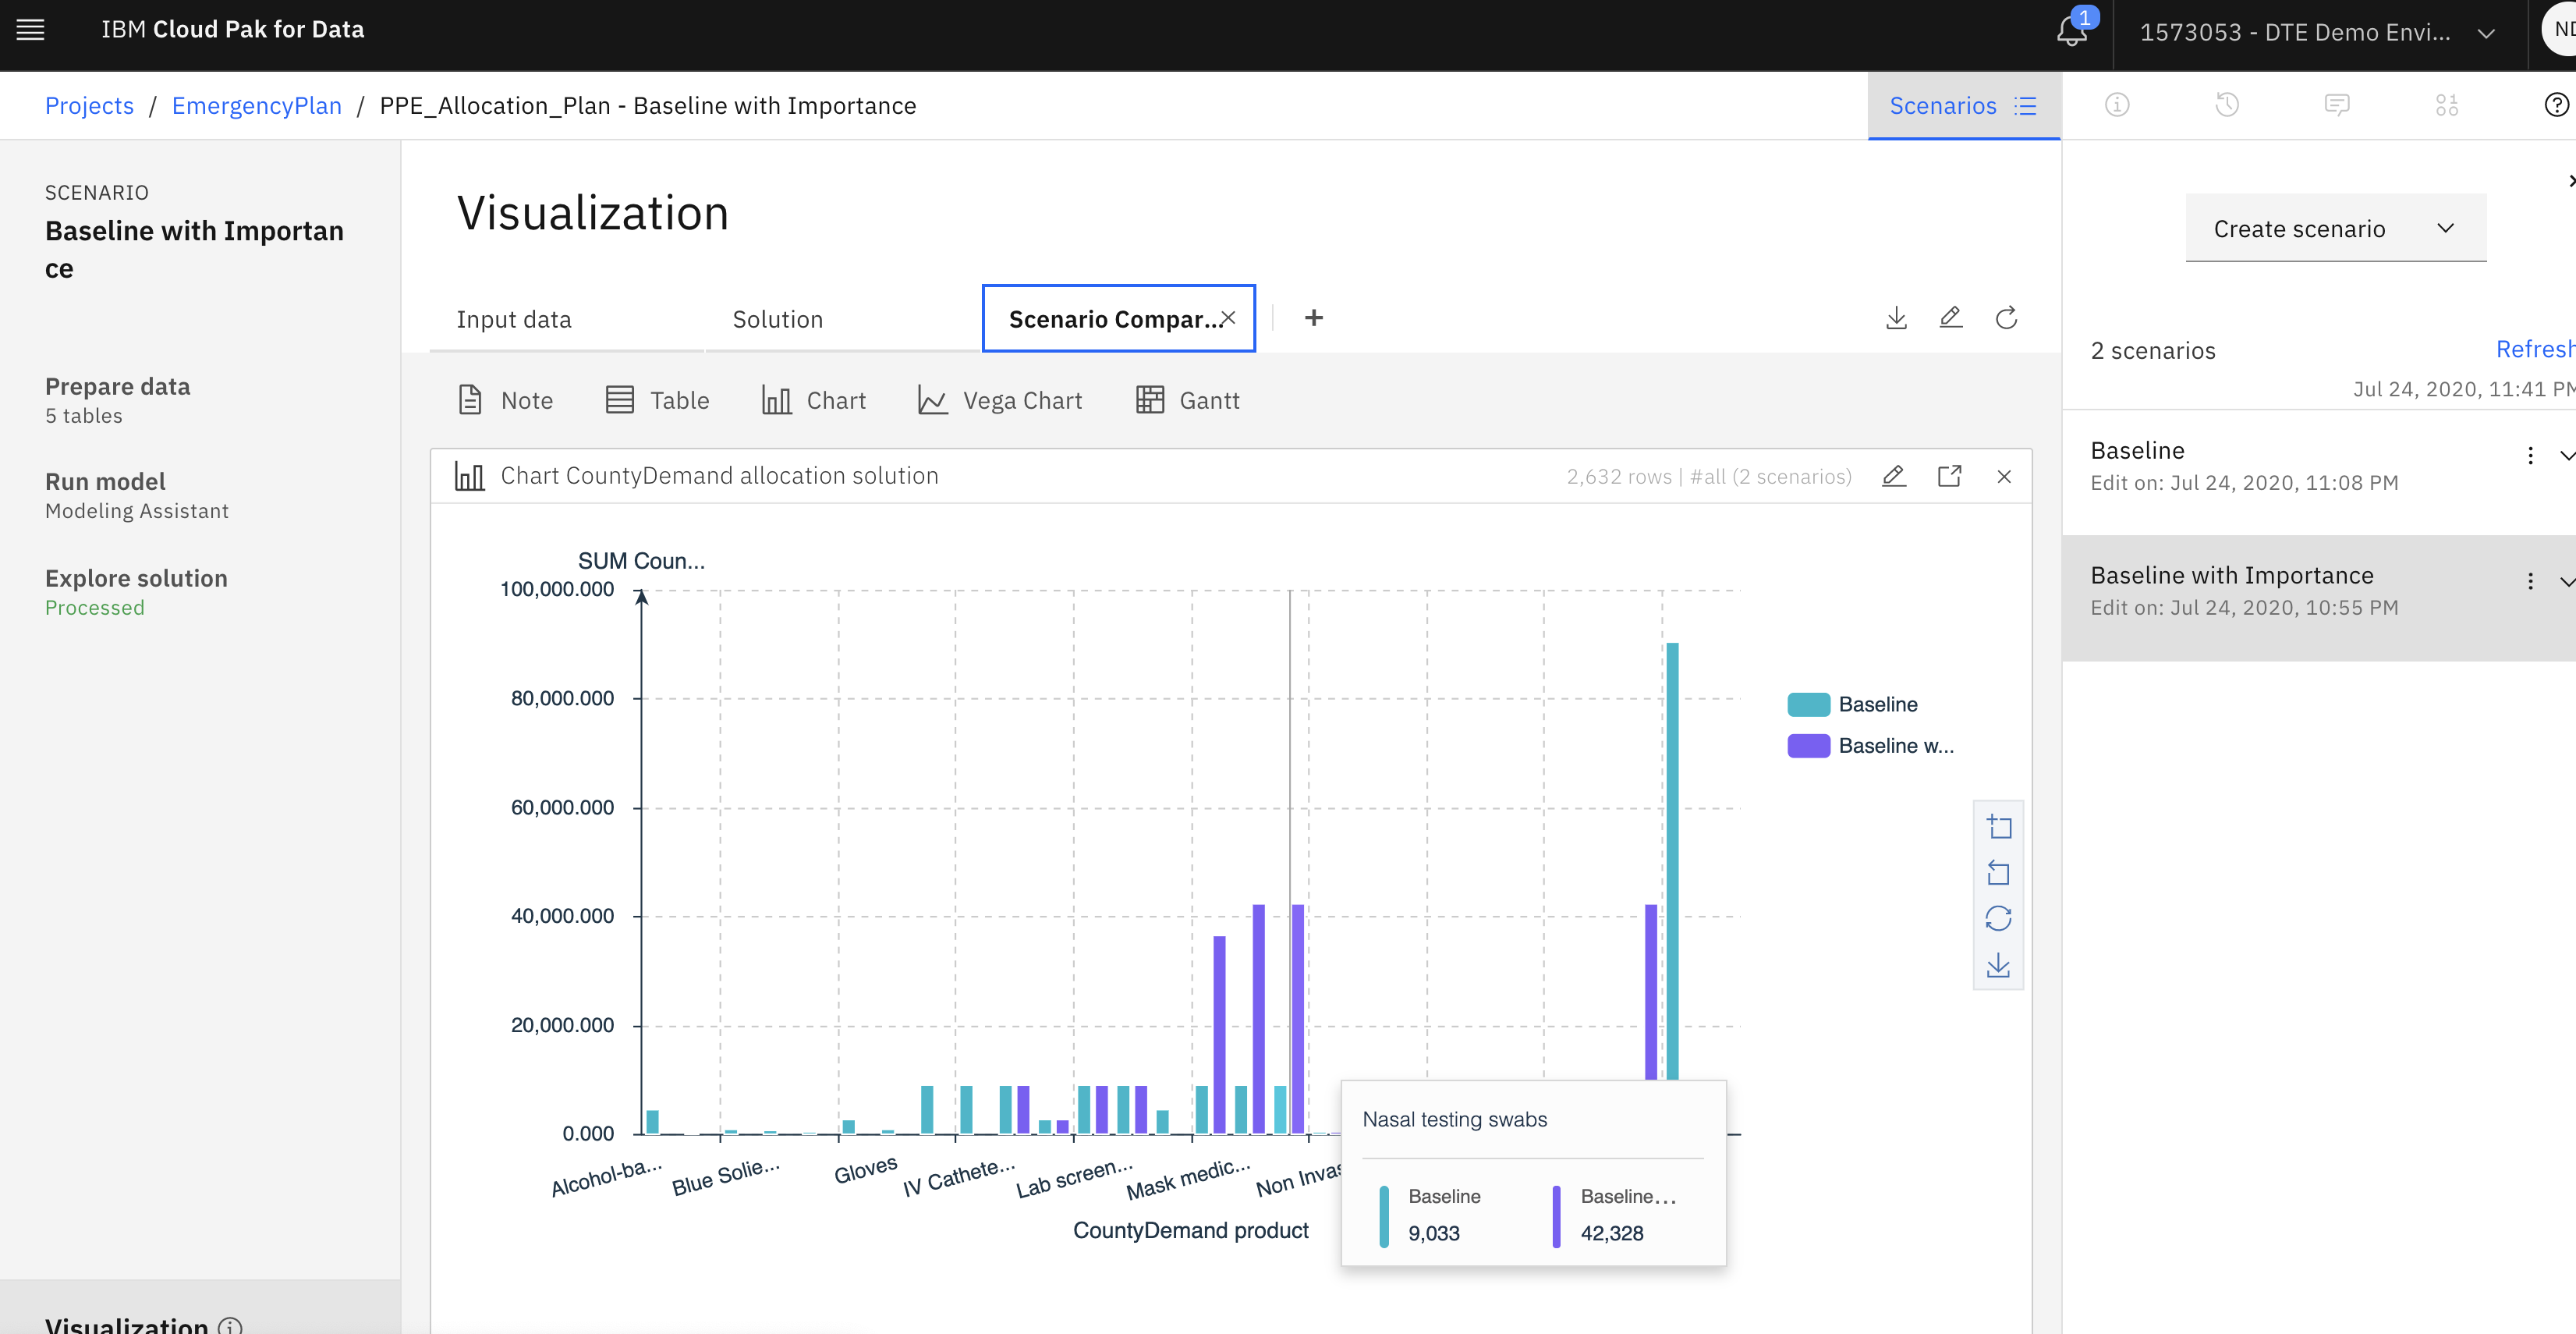 IBM Cloud Pak for Data
1
1573053 - DTE Demo Envi...
Projects / EmergencyPlan / PPE_Allocation_Plan - Baseline with Importance
Scenarios
SCENARIO
Baseline with Importan
ce
Prepare data
5 tables
Run model
Modeling Assistant
Explore solution
Processed
Visualization
Visualization
Input data
Solution
Scenario Compar...
Note
Table
Chart
Vega Chart
Gantt
Chart CountyDemand allocation solution
2,632 rows | #all (2 scenarios)
SUM Coun...
100,000.000
80,000.000
60,000.000
40,000.000
20,000.000
0.000
Alcohol-ba...
Blue Solie...
Gloves
IV Cathete...
Lab screen...
Mask medic...
Non Invas
CountyDemand product
Baseline
Baseline w...
Nasal testing swabs
Baseline
9,033
Baseline...
42,328
Create scenario
2 scenarios
Refresh
Jul 24, 2020, 11:41 PM
Baseline
Edit on: Jul 24, 2020, 11:08 PM
Baseline with Importance
Edit on: Jul 24, 2020, 10:55 PM